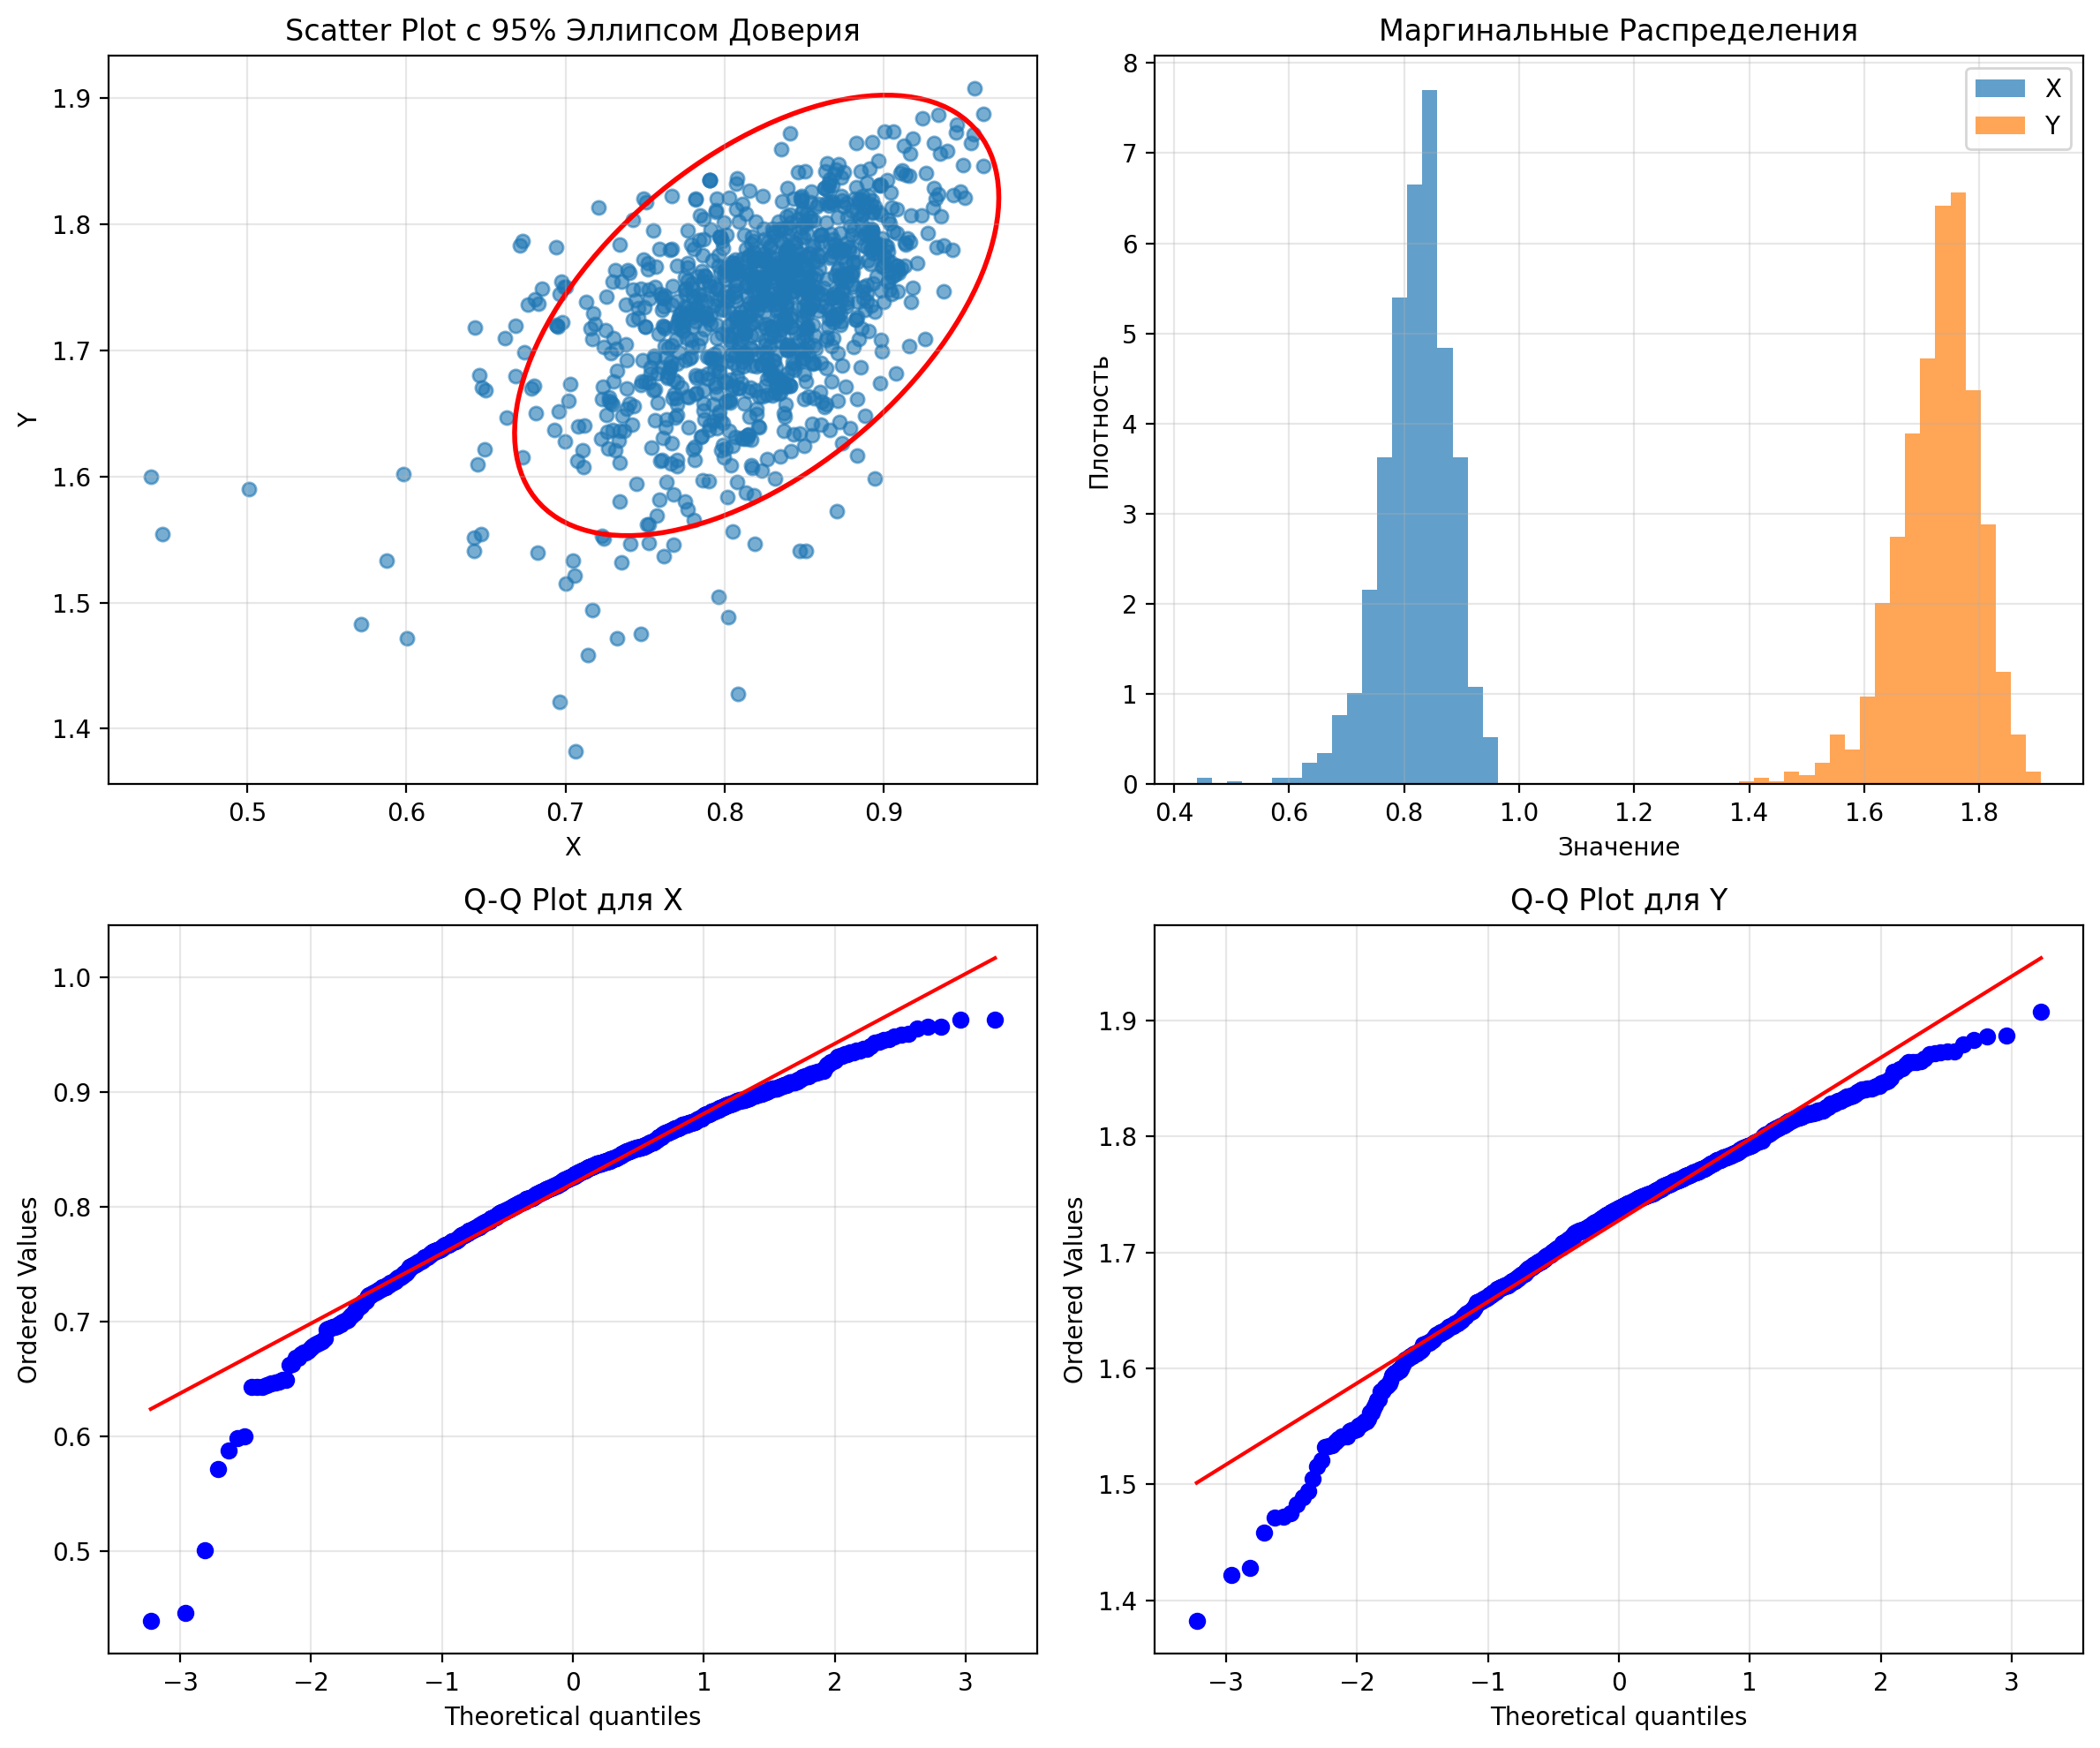 Scatter Plot с 95% Эллипсом Доверия
1.9
1.8
1.7
1.6
1.5
1.4
Y
0.5 0.6 0.7 0.8 0.9
X
Маргинальные Распределения
X
Y
8
7
6
5
4
3
2
1
0
Плотность
0.4 0.6 0.8 1.0 1.2 1.4 1.6 1.8
Значение
Q-Q Plot для X
1.0
0.9
0.8
0.7
0.6
0.5
Ordered Values
−3 −2 −1 0 1 2 3
Theoretical quantiles
Q-Q Plot для Y
1.9
1.8
1.7
1.6
1.5
1.4
Ordered Values
−3 −2 −1 0 1 2 3
Theoretical quantiles